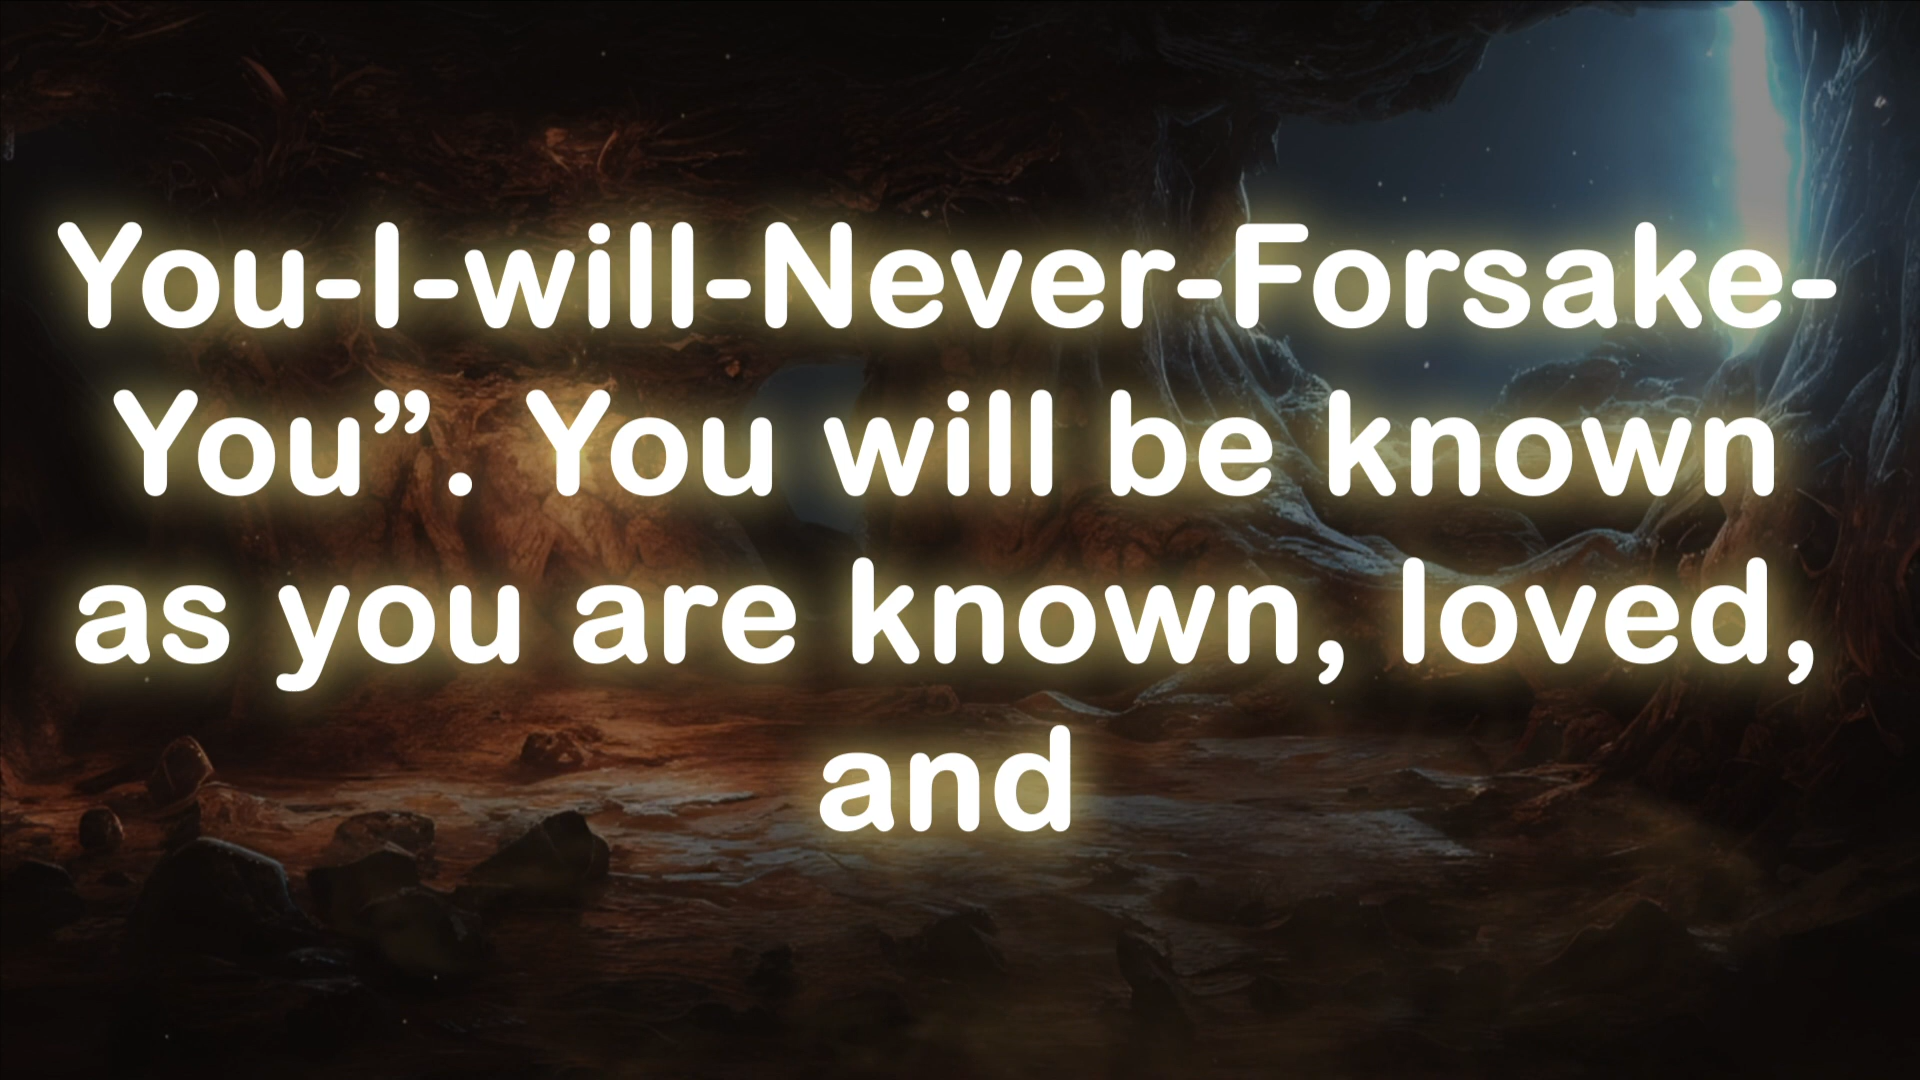 You-I-will-Never-Forsake-
You”. You will be known
as you are known, loved,
and